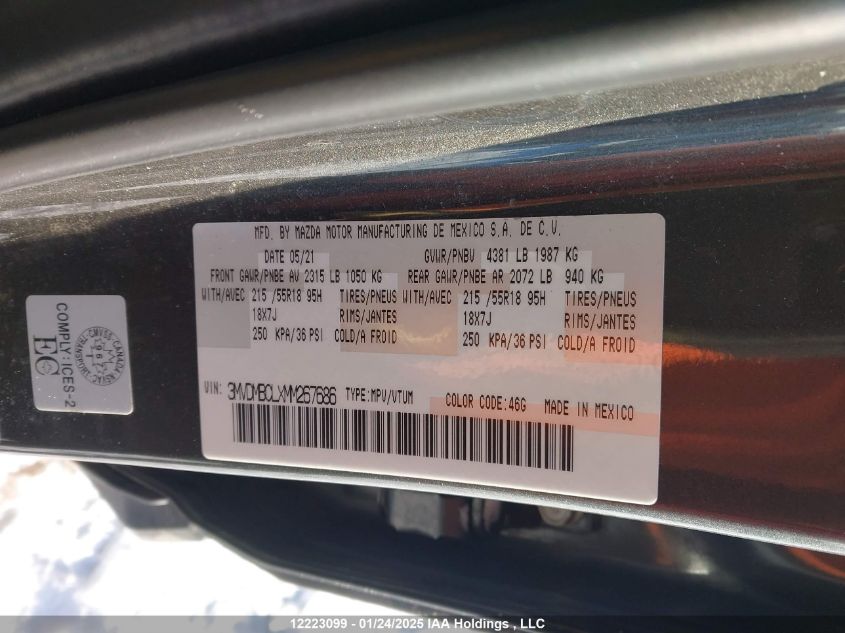 MFD. BY MAZDA MOTOR MANUFACTURING DE MEXICO S.A. DE C.V.
DATE 05/21 GVWR/PNBV 4381 LB 1987 KG
FRONT GAWR/PNBE AV 2315 LB 1050 KG REAR GAWR/PNBE AR 2072 LB 940 KG
WITH/AVEC 215 /55R18 95H TIRES/PNEUS WITH/AVEC 215 /55R18 95H TIRES/PNEUS
18X7J RIMS/JANTES 18X7J RIMS/JANTES
250 KPA/36 PSI COLD/A FROID 250 KPA/36 PSI COLD/A FROID
VIN: 3MVDMBCLXMM267686 TYPE:MPV/VTUM COLOR CODE:46G MADE IN MEXICO
COMPLY:ICES-2
EC
12223099 - 01/24/2025 IAA Holdings , LLC